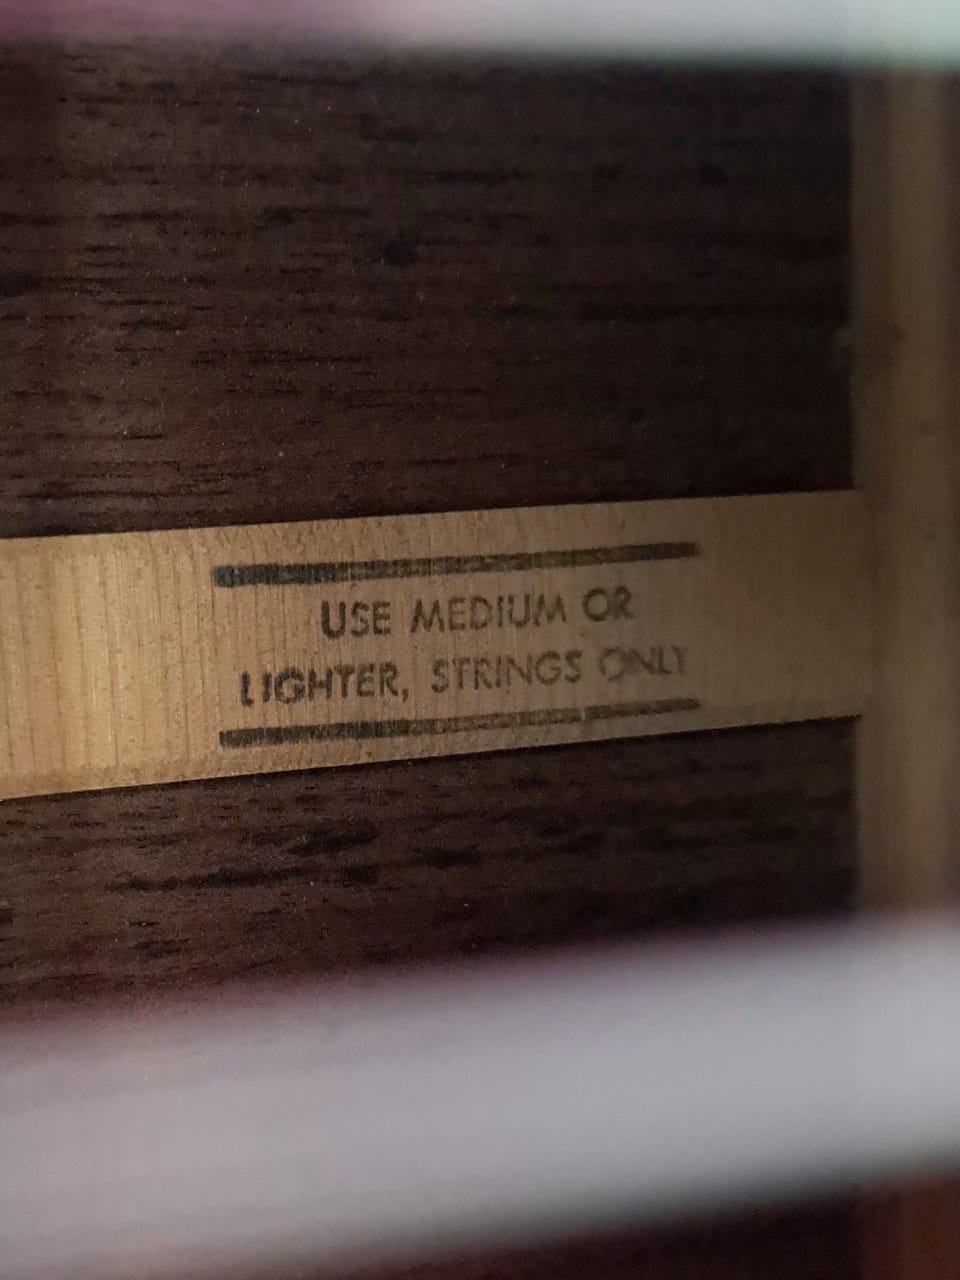 USE MEDIUM OR
LIGHTER, STRINGS ONLY